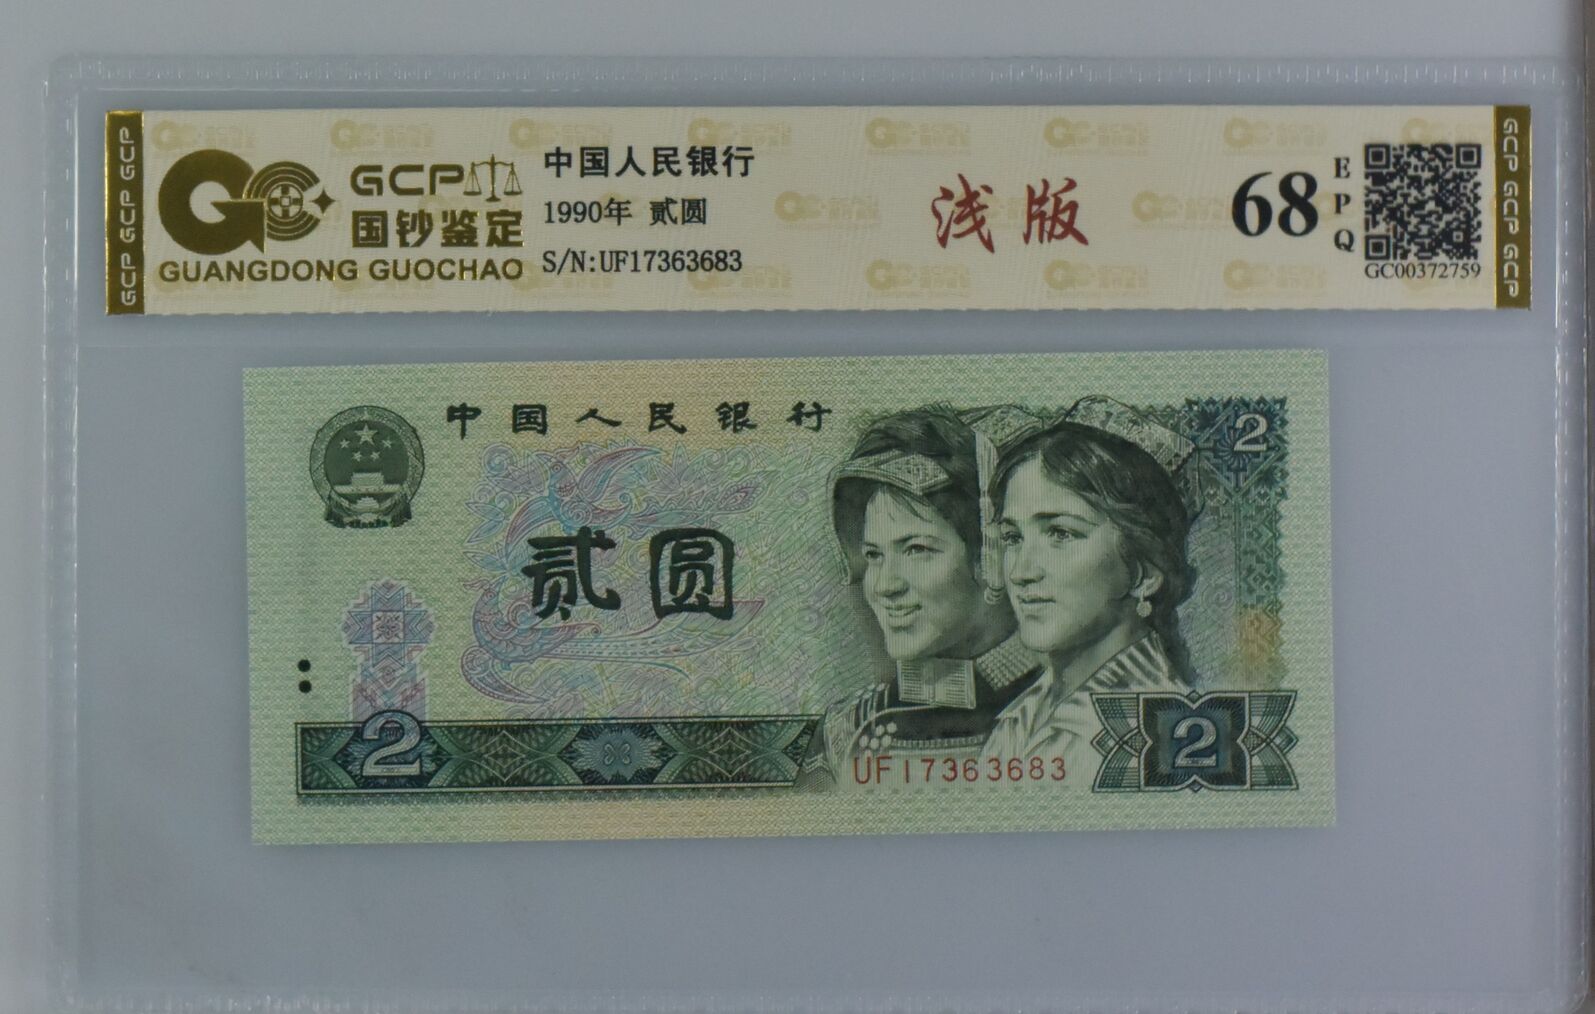 GCP GCP GCP
GCP
国钞鉴定
GUANGDONG GUOCHAO
中国人民银行
1990年 贰圆
S/N:UF17363683
浅版
68
EPQ
GC00372759
GCP GCP GCP
中国人民银行
2
贰圆
2
2
UF17363683